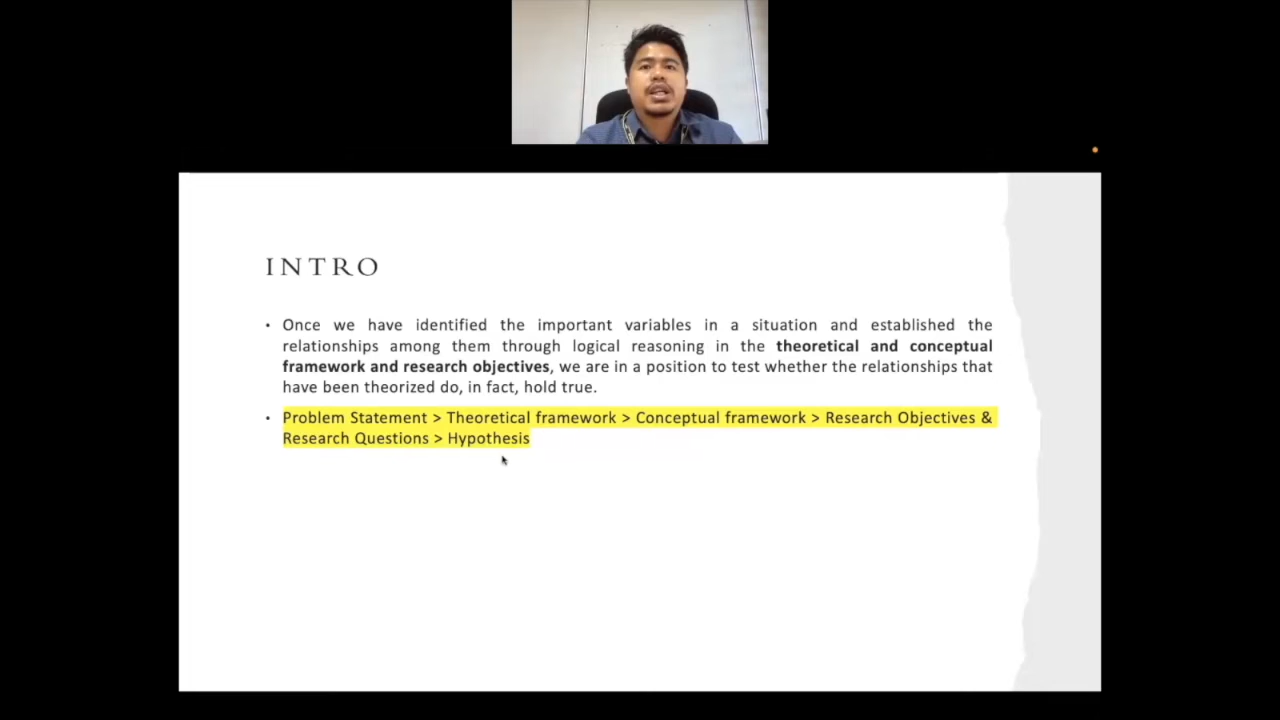 INTRO
• Once we have identified the important variables in a situation and established the
relationships among them through logical reasoning in the theoretical and conceptual
framework and research objectives, we are in a position to test whether the relationships that
have been theorized do, in fact, hold true.
• Problem Statement > Theoretical framework > Conceptual framework > Research Objectives &
Research Questions > Hypothesis